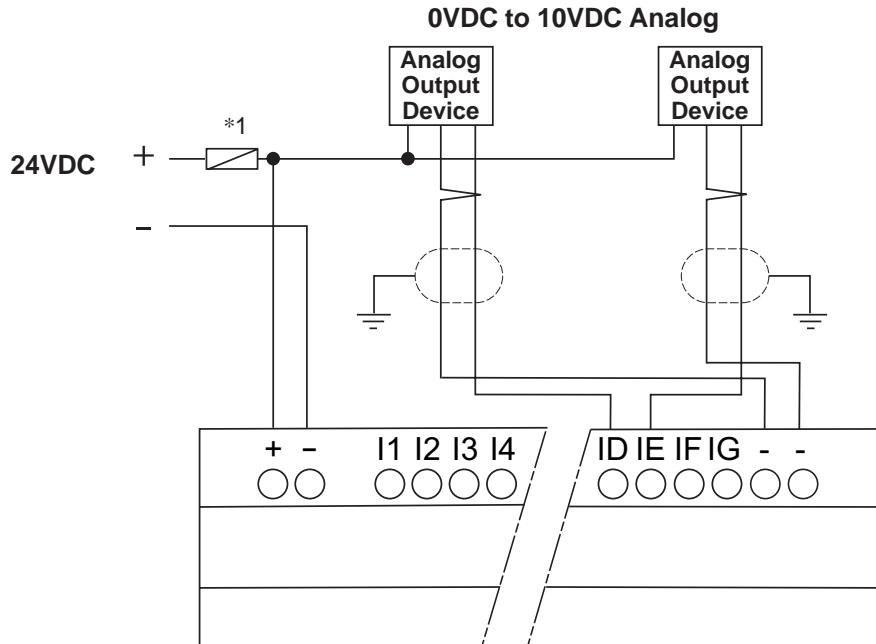 0VDC to 10VDC Analog
Analog
Output
Device
Analog
Output
Device
*1
24VDC
+
−
+ − I1 I2 I3 I4 ID IE IF IG - -